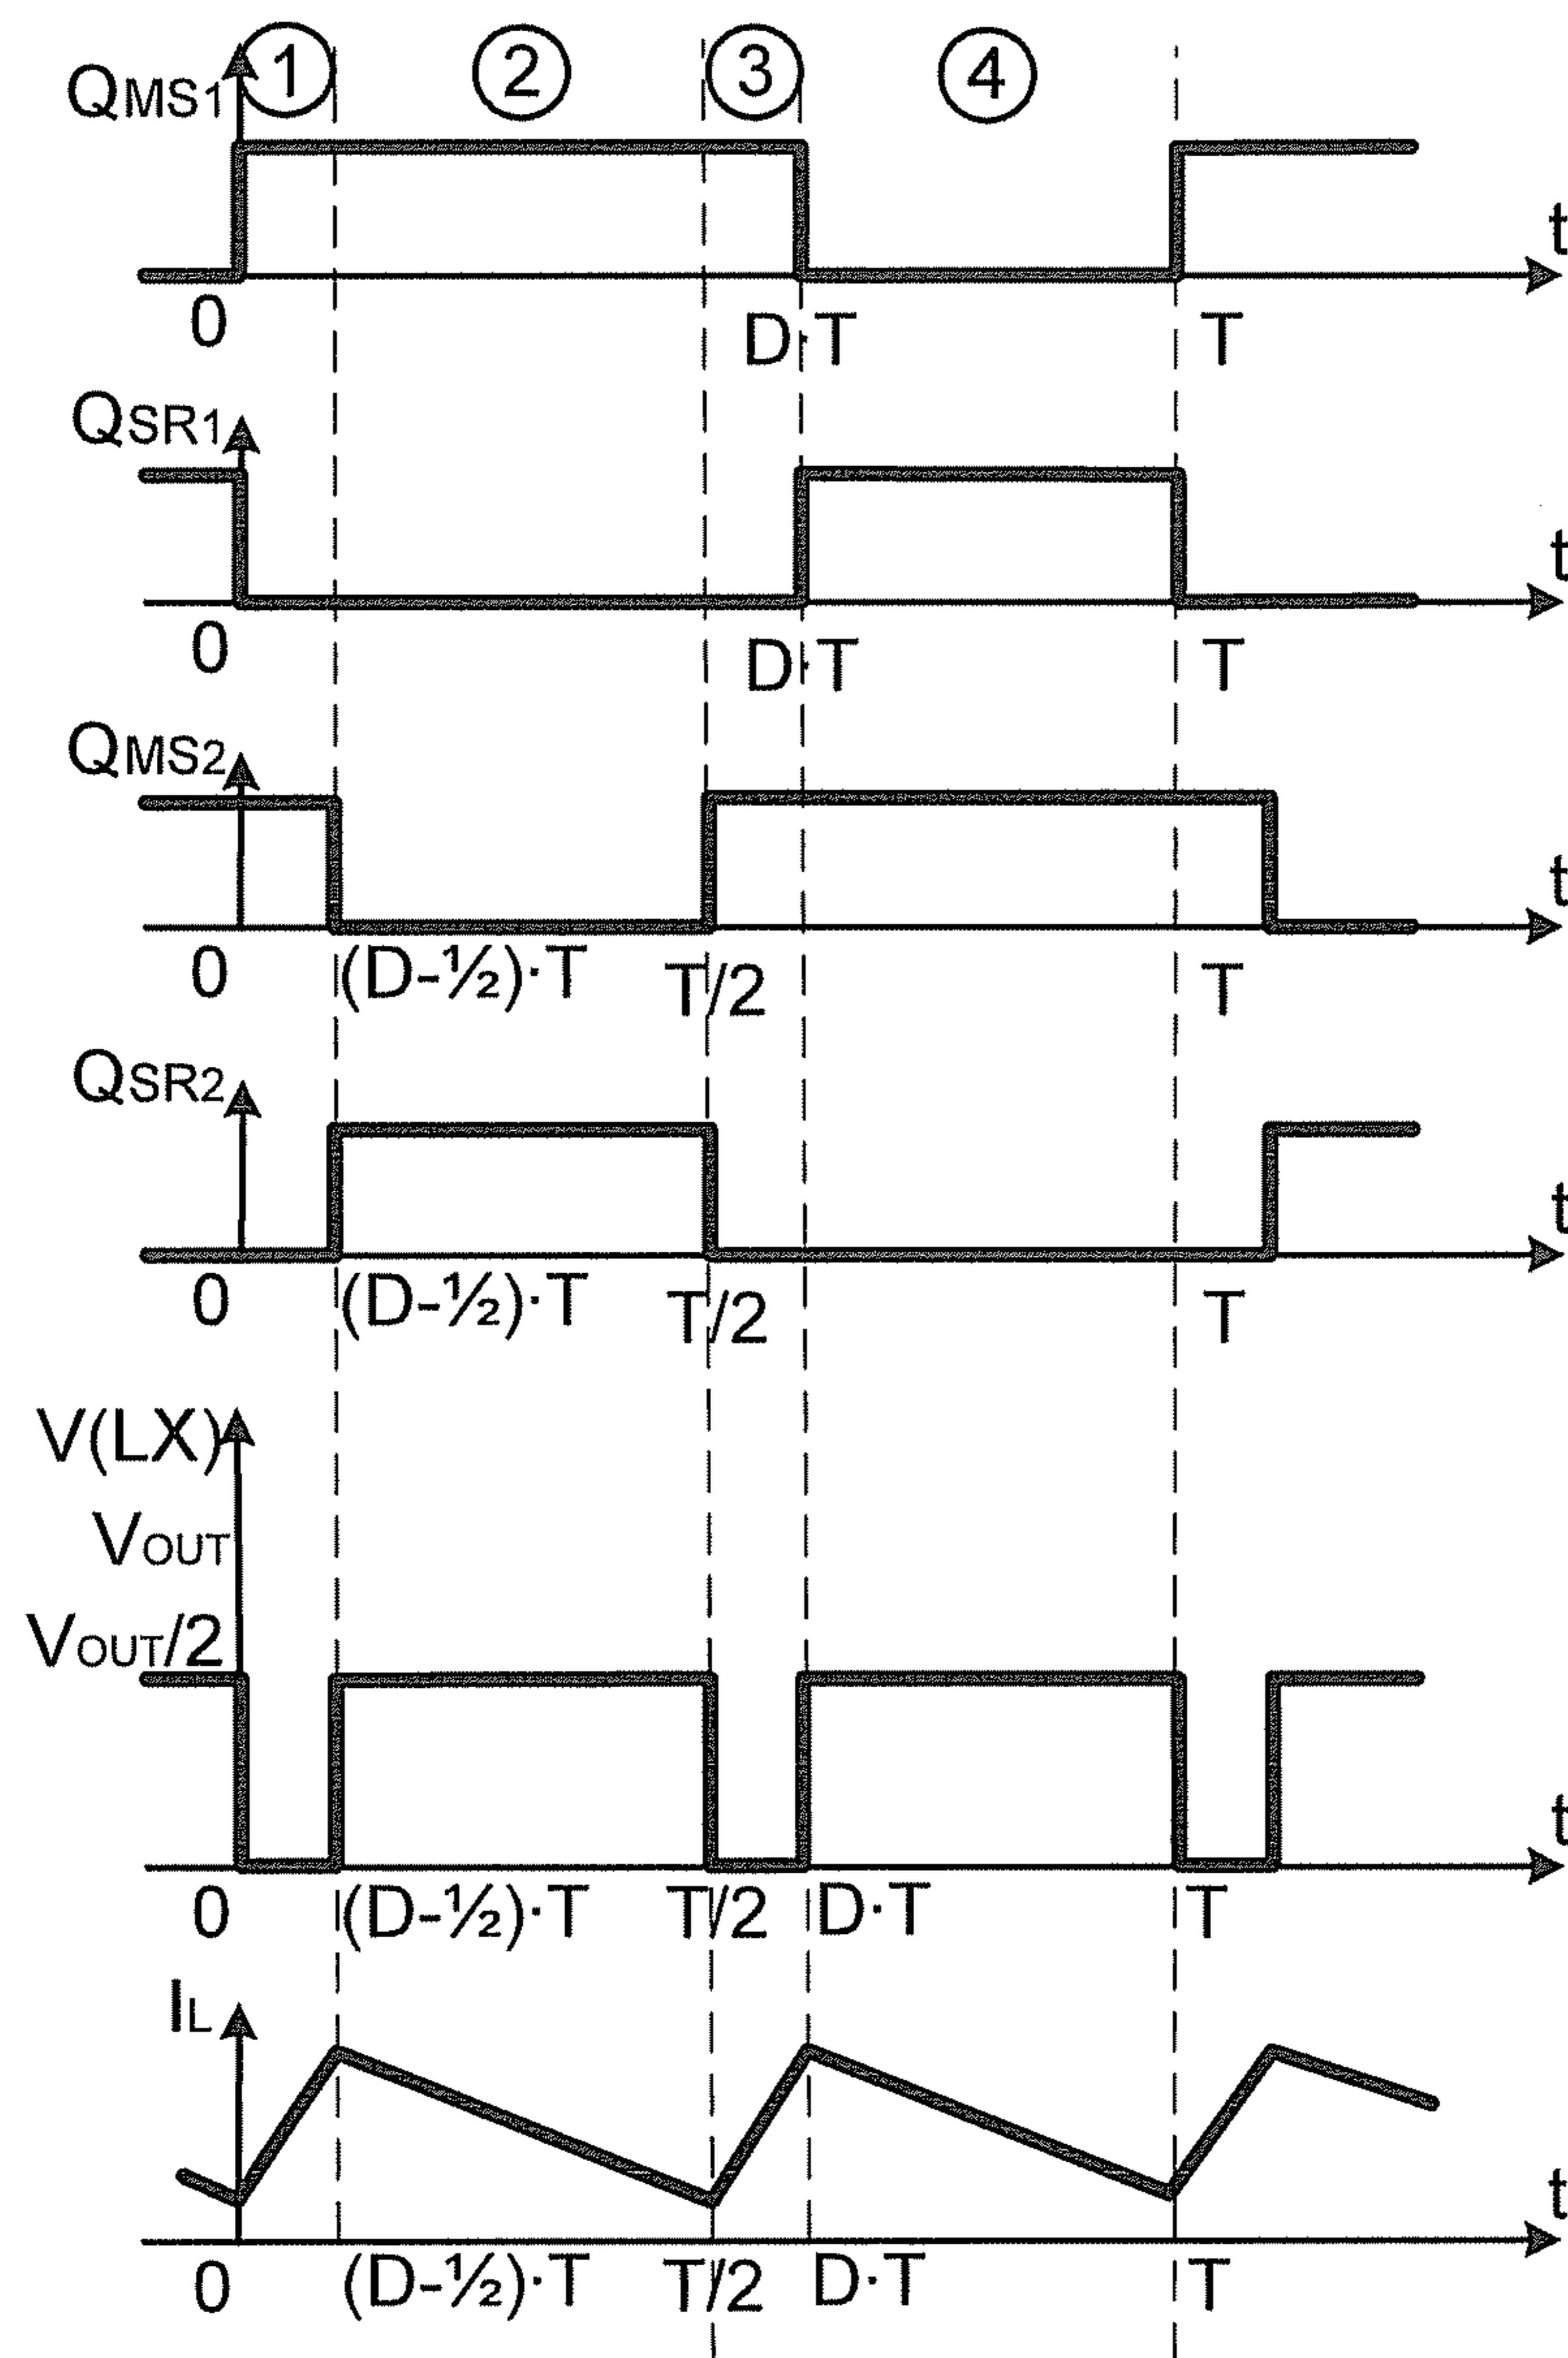 1 2 3 4
QMS1
t
0 D·T T
QSR1
t
0 D·T T
QMS2
t
0 (D-½)·T T/2 T
QSR2
t
0 (D-½)·T T/2 T
V(LX)
VOUT
VOUT/2
t
0 (D-½)·T T/2 D·T T
IL
t
0 (D-½)·T T/2 D·T T